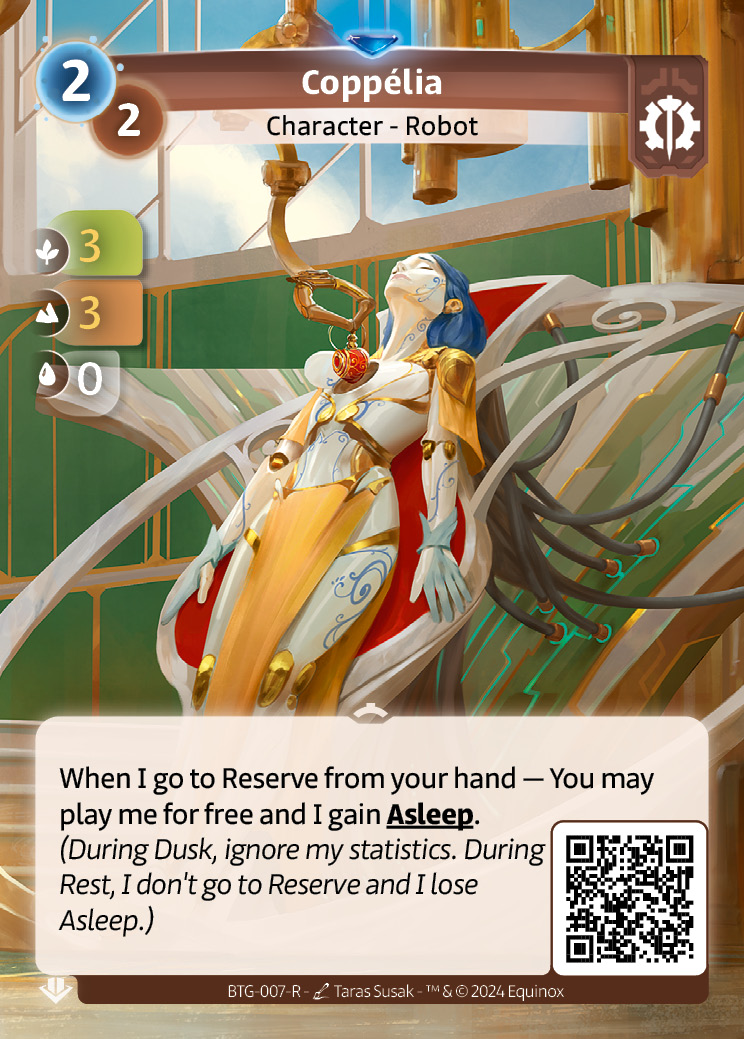 2
Coppélia
2
Character - Robot
3
3
0
When I go to Reserve from your hand — You may
play me for free and I gain Asleep.
(During Dusk, ignore my statistics. During
Rest, I don't go to Reserve and I lose
Asleep.)
BTG-007-R - Taras Susak - ™ & © 2024 Equinox